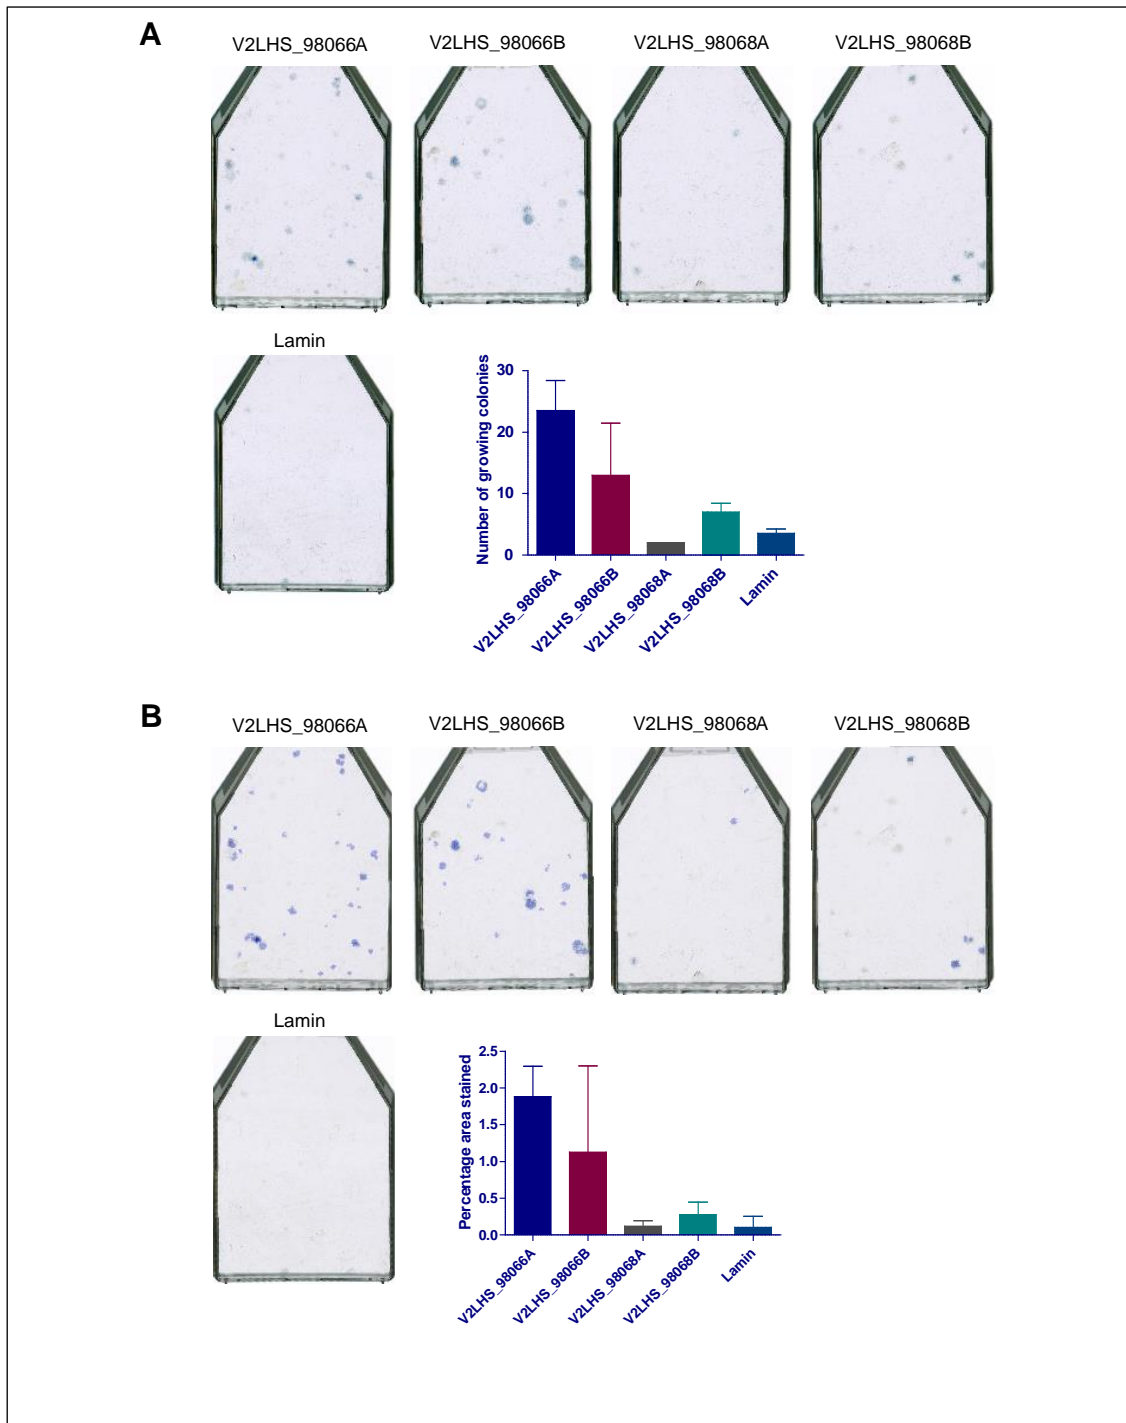 A
V2LHS_98066A
V2LHS_98066B
V2LHS_98068A
V2LHS_98068B
Lamin
Number of growing colonies
30
20
10
0
V2LHS_98066A
V2LHS_98066B
V2LHS_98068A
V2LHS_98068B
Lamin
B
V2LHS_98066A
V2LHS_98066B
V2LHS_98068A
V2LHS_98068B
Lamin
Percentage area stained
2.5
2.0
1.5
1.0
0.5
0.0
V2LHS_98066A
V2LHS_98066B
V2LHS_98068A
V2LHS_98068B
Lamin